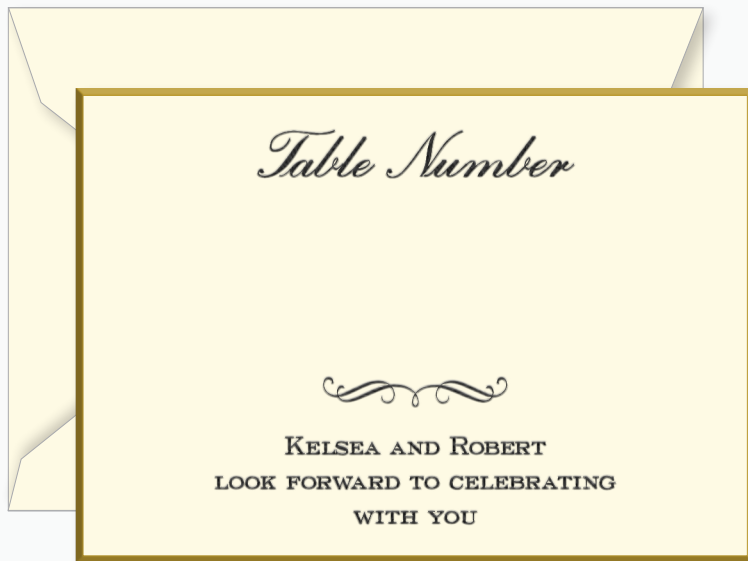 Table Number
Kelsea and Robert
look forward to celebrating
with you